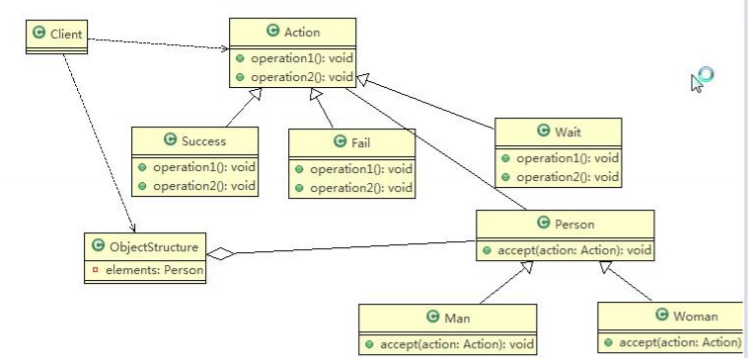 Client
Action
operation1(): void
operation2(): void
Success
operation1(): void
operation2(): void
Fail
operation1(): void
operation2(): void
Wait
operation1(): void
operation2(): void
ObjectStructure
elements: Person
Person
accept(action: Action): void
Man
accept(action: Action): void
Woman
accept(action: Action)